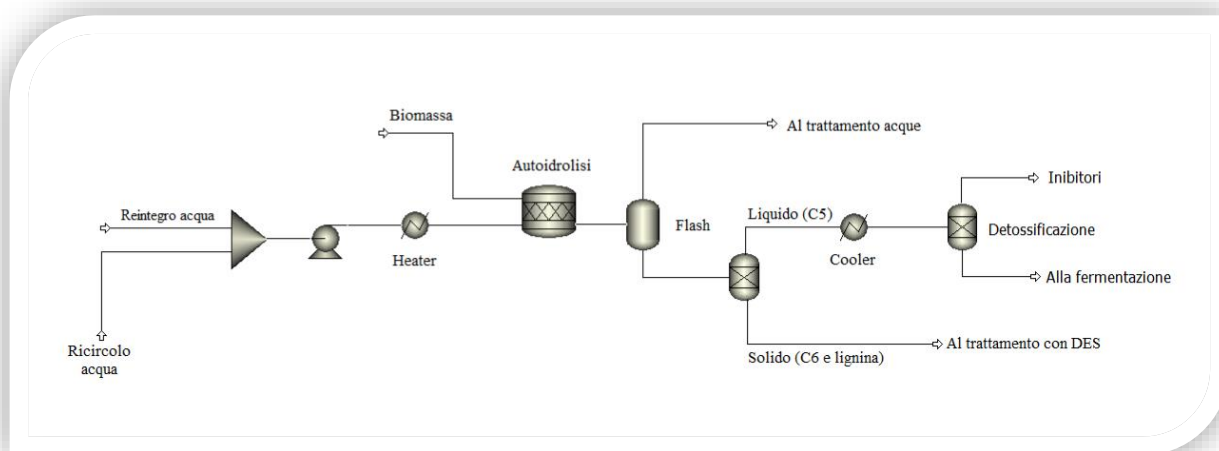 Biomassa
Al trattamento acque
Autoidrolisi
Inibitori
Reintegro acqua
Liquido (C5)
Flash
Detossificazione
Heater
Cooler
Alla fermentazione
Ricircolo
acqua
Al trattamento con DES
Solido (C6 e lignina)